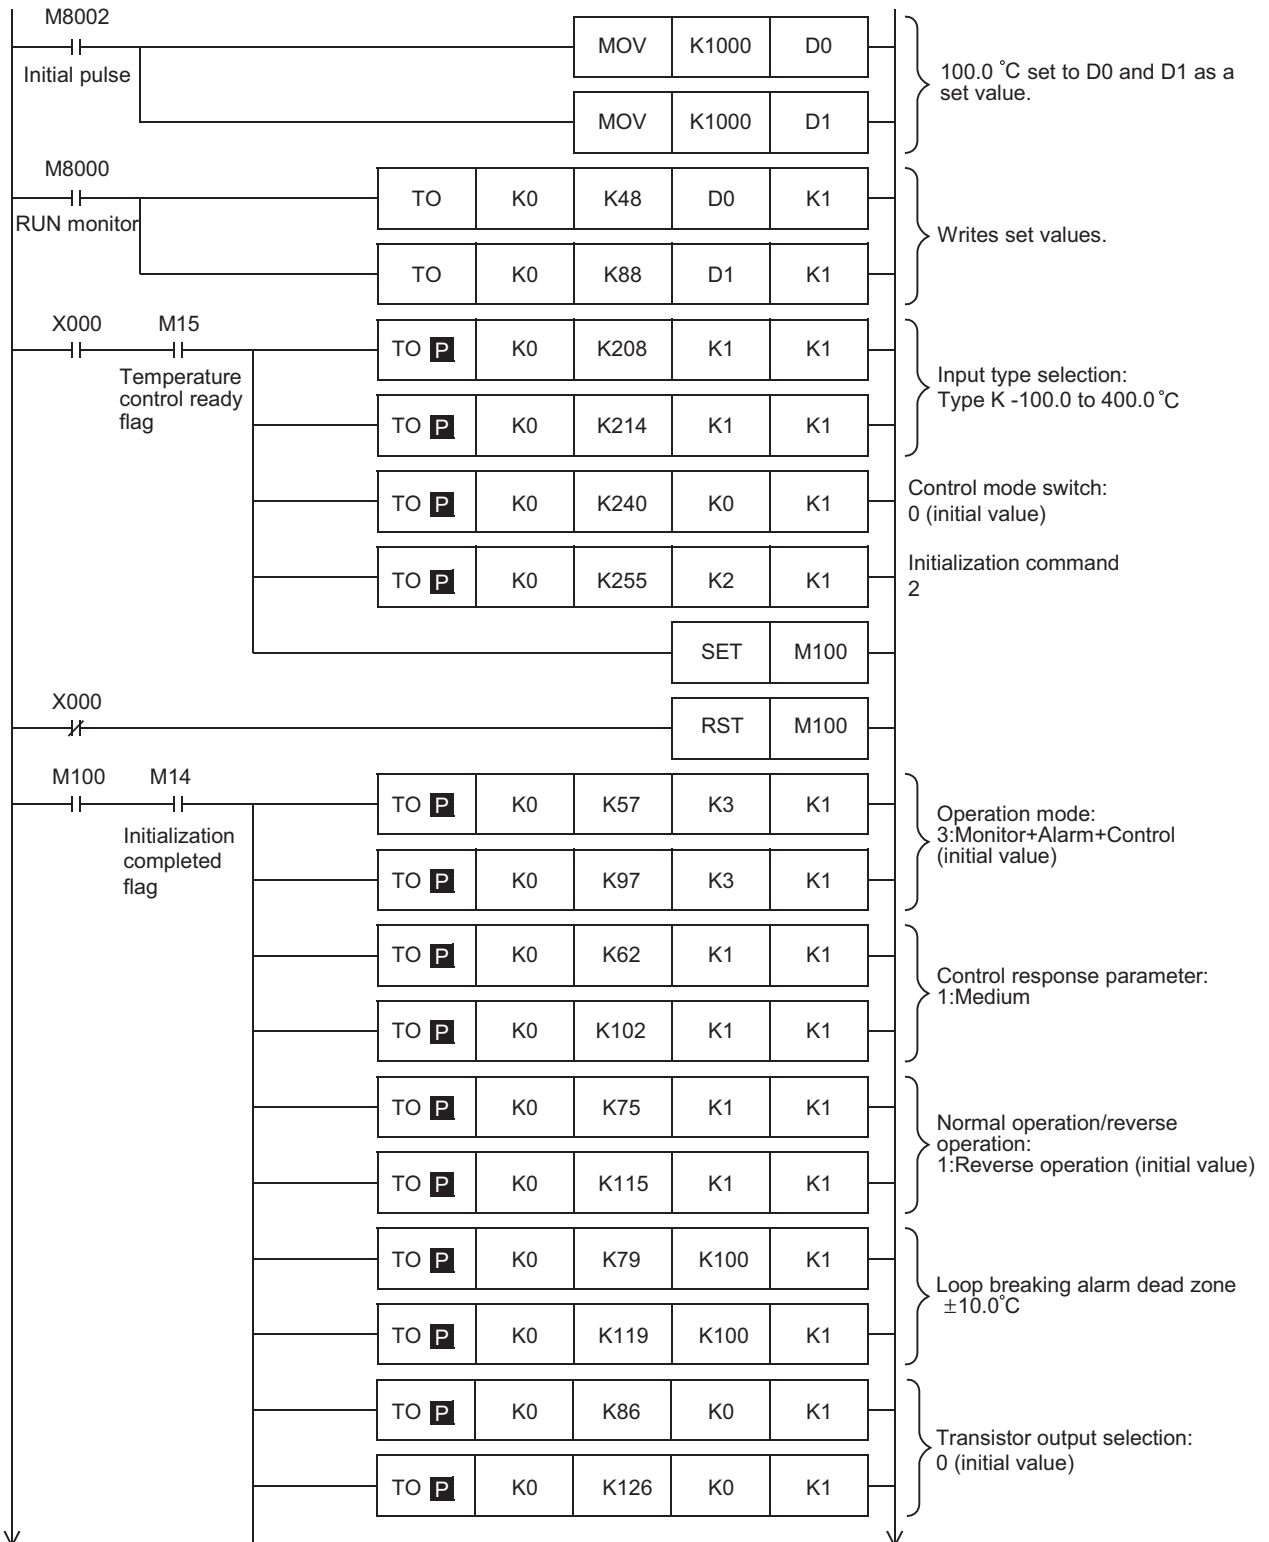 M8002
MOV K1000 D0
Initial pulse
100.0 °C set to D0 and D1 as a
set value.
MOV K1000 D1
M8000
TO K0 K48 D0 K1
RUN monitor
Writes set values.
TO K0 K88 D1 K1
X000 M15
TO P K0 K208 K1 K1
Temperature
control ready
flag
Input type selection:
Type K -100.0 to 400.0 °C
TO P K0 K214 K1 K1
Control mode switch:
0 (initial value)
TO P K0 K240 K0 K1
Initialization command
2
TO P K0 K255 K2 K1
SET M100
X000
RST M100
M100 M14
TO P K0 K57 K3 K1
Initialization
completed
flag
Operation mode:
3:Monitor+Alarm+Control
(initial value)
TO P K0 K97 K3 K1
TO P K0 K62 K1 K1
Control response parameter:
1:Medium
TO P K0 K102 K1 K1
TO P K0 K75 K1 K1
Normal operation/reverse
operation:
1:Reverse operation (initial value)
TO P K0 K115 K1 K1
TO P K0 K79 K100 K1
Loop breaking alarm dead zone
±10.0°C
TO P K0 K119 K100 K1
TO P K0 K86 K0 K1
Transistor output selection:
0 (initial value)
TO P K0 K126 K0 K1